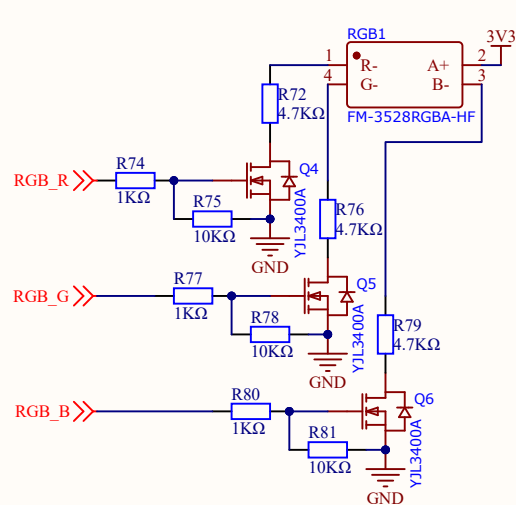 RGB1
3V3
1
R-
A+
2
4
G-
B-
3
FM-3528RGBA-HF
R72
4.7KΩ
RGB_R
R74
1KΩ
Q4
YJL3400A
R75
10KΩ
GND
R76
4.7KΩ
RGB_G
R77
1KΩ
Q5
YJL3400A
R78
10KΩ
GND
R79
4.7KΩ
RGB_B
R80
1KΩ
Q6
YJL3400A
R81
10KΩ
GND